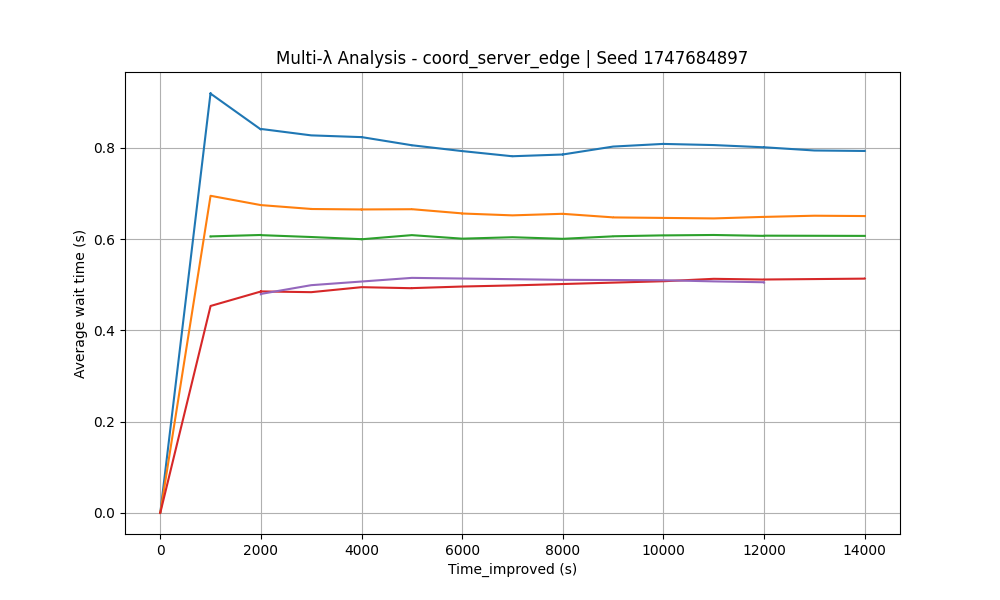 Multi-λ Analysis - coord_server_edge | Seed 1747684897
Average wait time (s)
0.8
0.6
0.4
0.2
0.0
0 2000 4000 6000 8000 10000 12000 14000
Time_improved (s)